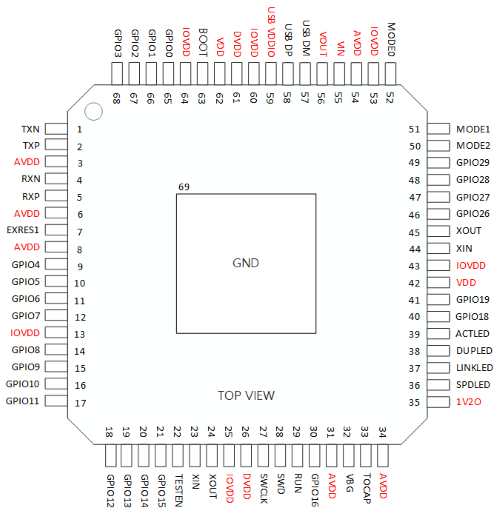 GPIO3 GPIO2 GPIO1 GPIO0 IOVDD BOOT VDD DVDD IOVDD USB VDDIO USB DP USB DM VOUT VIN AVDD IOVDD MODE0
68 67 66 65 64 63 62 61 60 59 58 57 56 55 54 53 52
TXN 1 51 MODE1
TXP 2 50 MODE2
AVDD 3 49 GPIO29
RXN 4 48 GPIO28
RXP 5 47 GPIO27
AVDD 6 46 GPIO26
EXRES1 7 45 XOUT
AVDD 8 44 XIN
GPIO4 9 43 IOVDD
GPIO5 10 42 VDD
GPIO6 11 41 GPIO19
GPIO7 12 40 GPIO18
IOVDD 13 39 ACTLED
GPIO8 14 38 DUPLED
GPIO9 15 37 LINKLED
GPIO10 16 36 SPDLED
GPIO11 17 35 1V2O
69
GND
TOP VIEW
18 19 20 21 22 23 24 25 26 27 28 29 30 31 32 33 34
GPIO12 GPIO13 GPIO14 GPIO15 TESTEN XIN XOUT IOVDD DVDD SWCLK SWD RUN GPIO16 AVDD VBG TOCAP AVDD